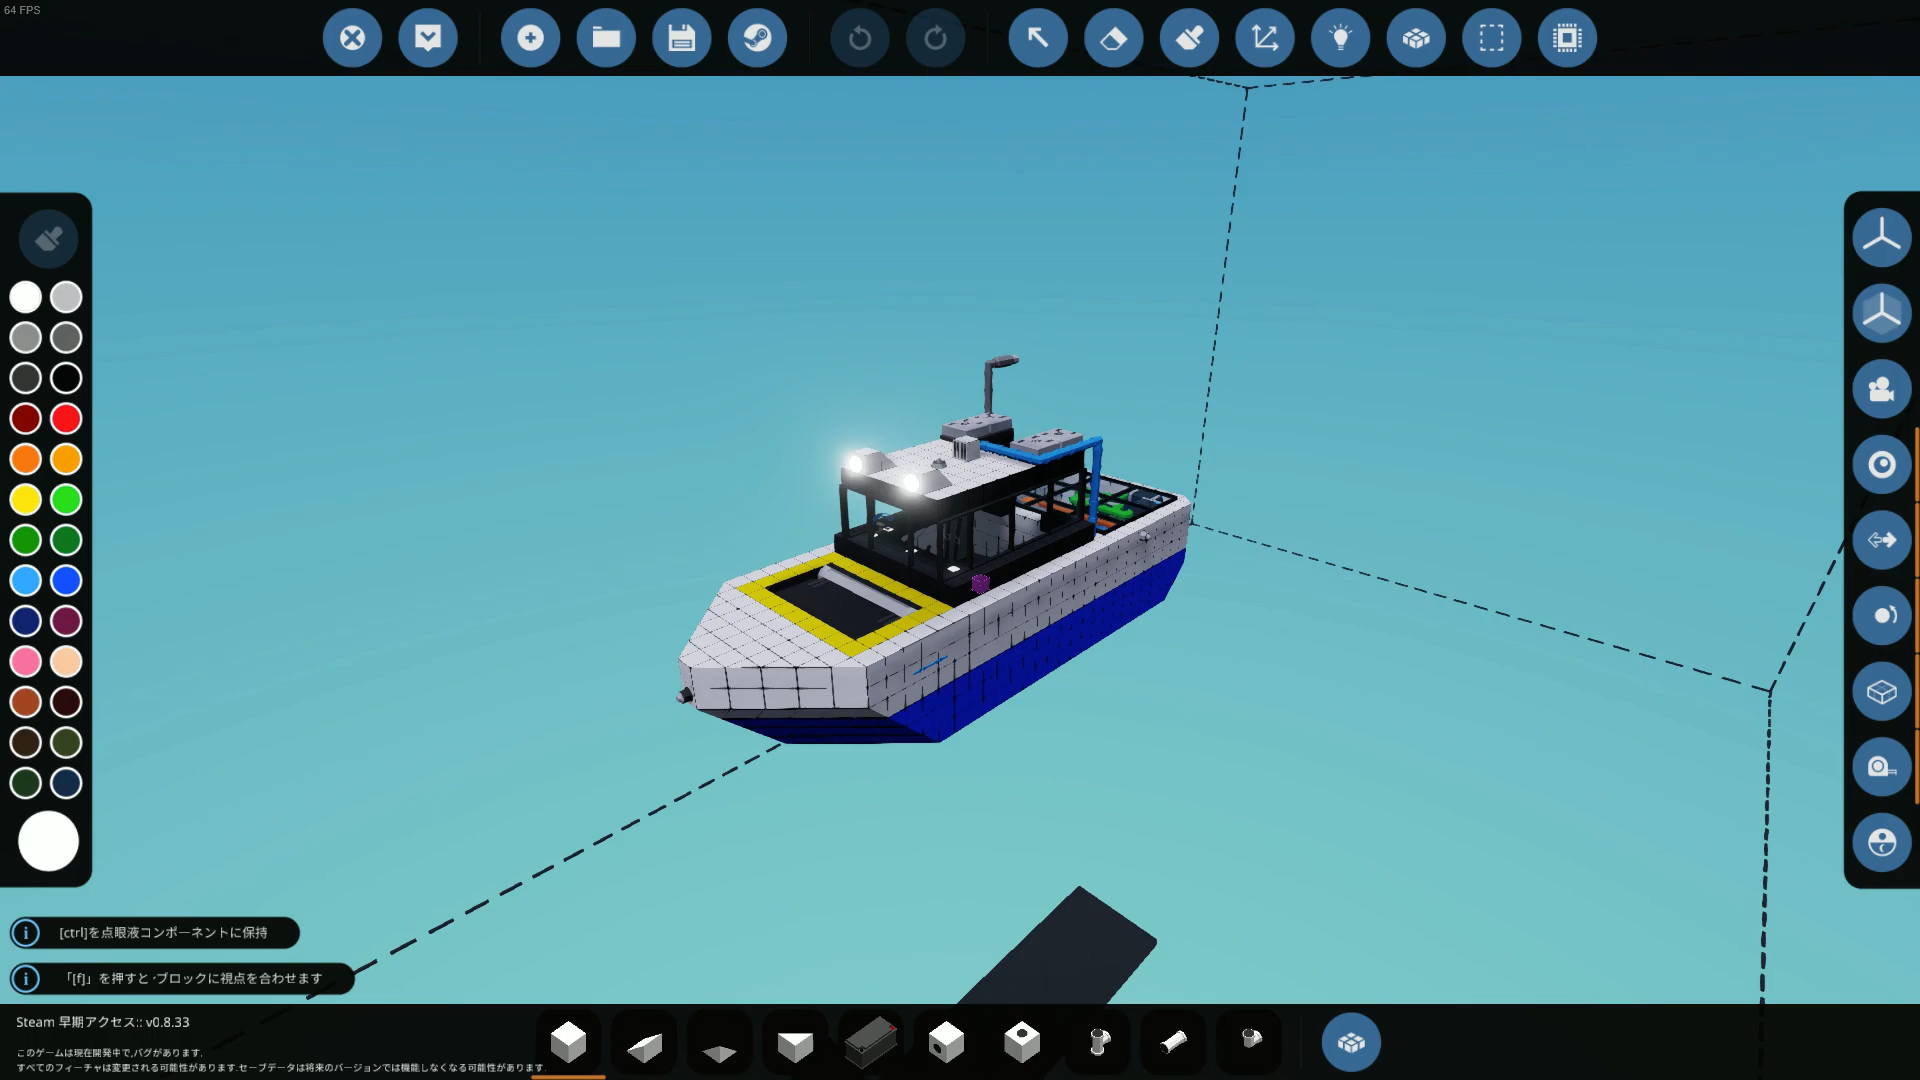 64 FPS
[ctrl]を点眼液コンポーネントに保持
「[f]」を押すと・ブロックに視点を合わせます
Steam 早期アクセス:: v0.8.33
このゲームは現在開発中で,バグがあります.
すべてのフィーチャは変更される可能性があります.セーブデータは将来のバージョンでは機能しなくなる可能性があります.